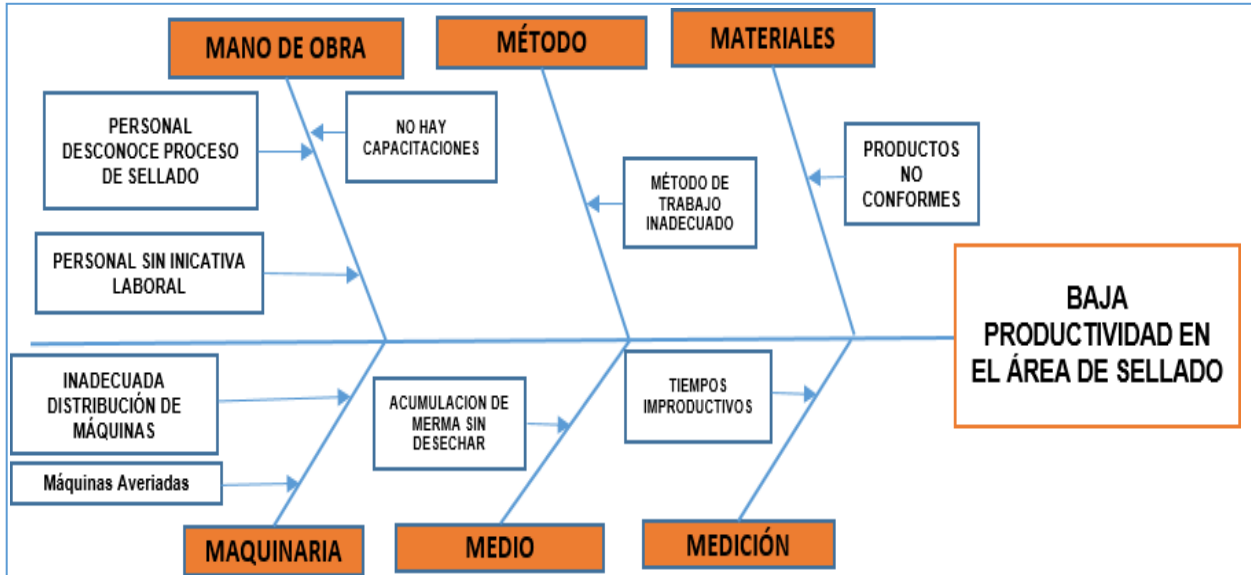 MANO DE OBRA
MÉTODO
MATERIALES
PERSONAL
DESCONOCE PROCESO
DE SELLADO
NO HAY
CAPACITACIONES
MÉTODO DE
TRABAJO
INADECUADO
PRODUCTOS
NO
CONFORMES
PERSONAL SIN INICATIVA
LABORAL
BAJA
PRODUCTIVIDAD EN
EL ÁREA DE SELLADO
INADECUADA
DISTRIBUCIÓN DE
MÁQUINAS
ACUMULACION DE
MERMA SIN
DESECHAR
TIEMPOS
IMPRODUCTIVOS
Máquinas Averiadas
MAQUINARIA
MEDIO
MEDICIÓN